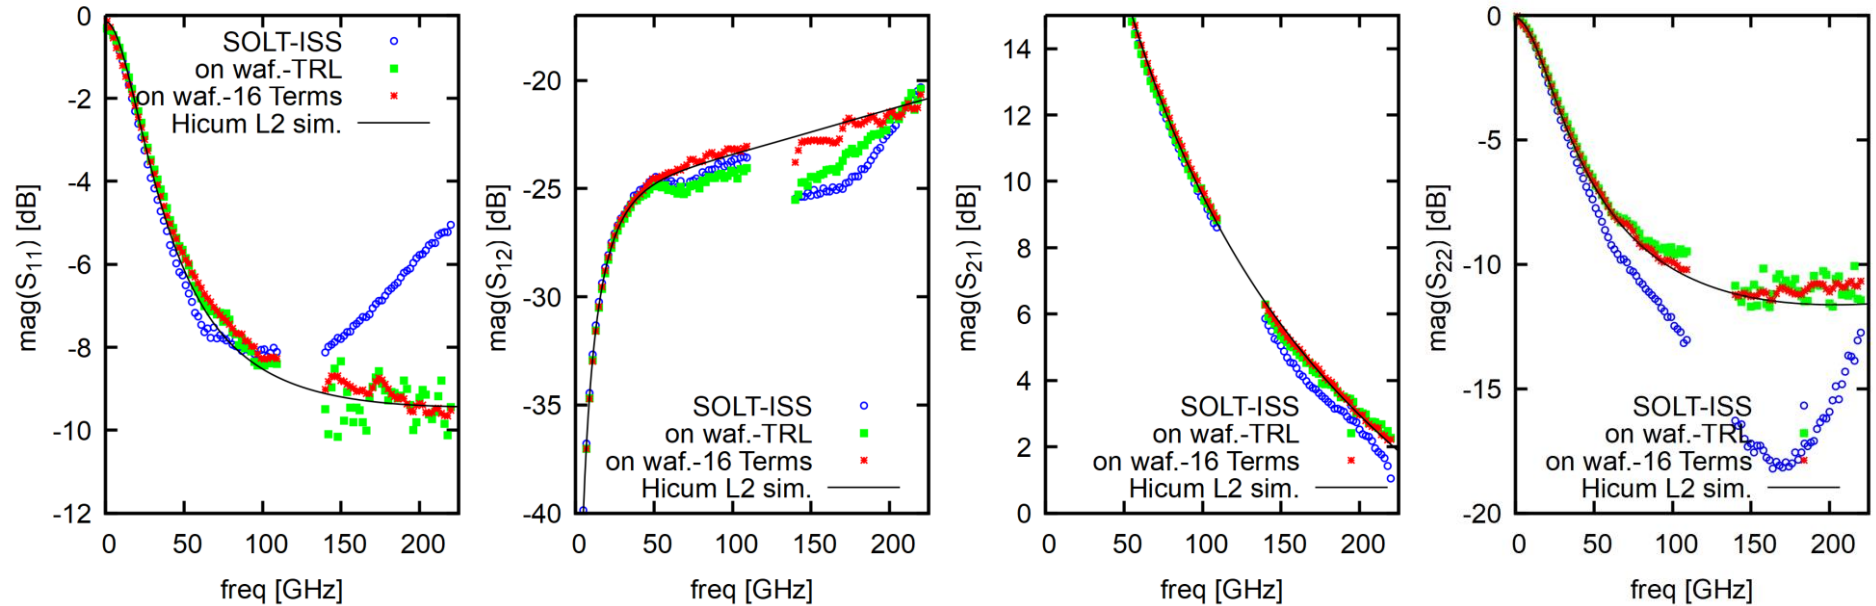 mag(S11) [dB]
0
-2
-4
-6
-8
-10
-12
SOLT-ISS
on waf.-TRL
on waf.-16 Terms
Hicum L2 sim.
0 50 100 150 200
freq [GHz]
mag(S12) [dB]
-20
-25
-30
-35
-40
SOLT-ISS
on waf.-TRL
on waf.-16 Terms
Hicum L2 sim.
0 50 100 150 200
freq [GHz]
mag(S21) [dB]
14
12
10
8
6
4
2
0
SOLT-ISS
on waf.-TRL
on waf.-16 Terms
Hicum L2 sim.
0 50 100 150 200
freq [GHz]
mag(S22) [dB]
0
-5
-10
-15
-20
SOLT-ISS
on waf.-TRL
on waf.-16 Terms
Hicum L2 sim.
0 50 100 150 200
freq [GHz]